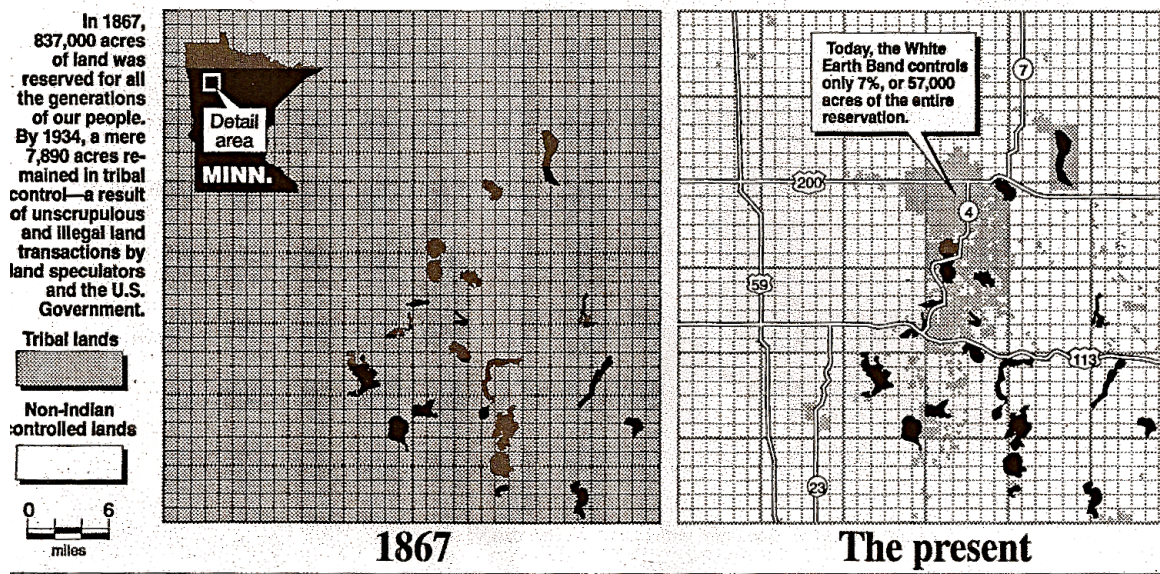 In 1867,
837,000 acres
of land was
reserved for all
the generations
of our people.
By 1934, a mere
7,890 acres re-
mained in tribal
control—a result
of unscrupulous
and illegal land
transactions by
land speculators
and the U.S.
Government.
Tribal lands
Non-Indian
controlled lands
0 6
miles
Detail
area
MINN.
1867
Today, the White
Earth Band controls
only 7%, or 57,000
acres of the entire
reservation.
7
200
4
59
113
23
The present